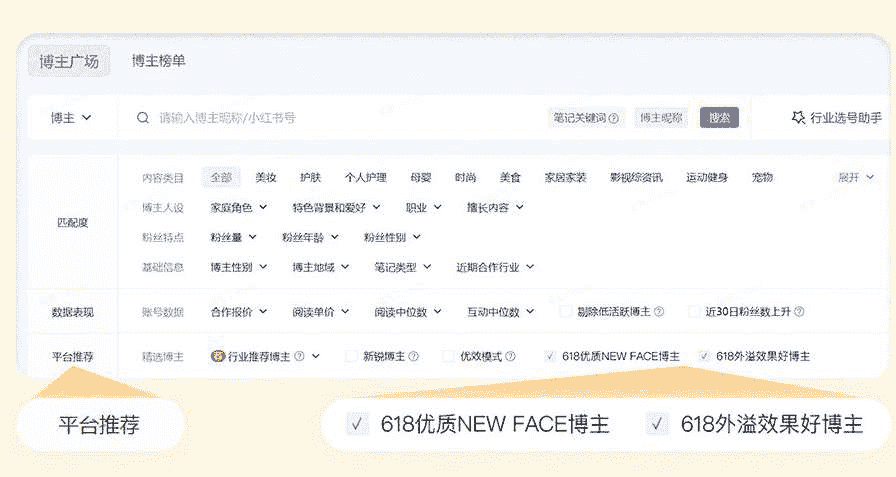 博主广场 博主榜单
博主 请输入博主昵称/小红书号 笔记关键词 博主昵称 搜索 行业选号助手
内容类目 全部 美妆 护肤 个人护理 母婴 时尚 美食 家居家装 影视综资讯 运动健身 宠物 展开
博主人设 家庭角色 特色背景和爱好 职业 擅长内容
匹配度
粉丝特点 粉丝量 粉丝年龄 粉丝性别
基础信息 博主性别 博主地域 笔记类型 近期合作行业
数据表现 账号数据 合作报价 阅读单价 阅读中位数 互动中位数 剔除低活跃博主 近30日粉丝数上升
平台推荐 精选博主 行业推荐博主 新锐博主 优效模式 618优质NEW FACE博主 618外溢效果好博主
平台推荐 618优质NEW FACE博主 618外溢效果好博主